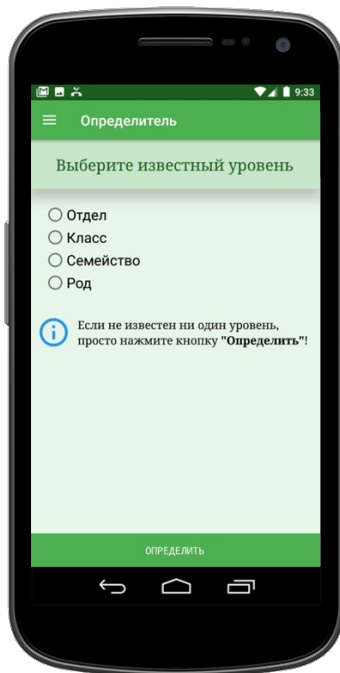 9:33
Определитель
Выберите известный уровень
Отдел
Класс
Семейство
Род
Если не известен ни один уровень,
просто нажмите кнопку "Определить"!
ОПРЕДЕЛИТЬ